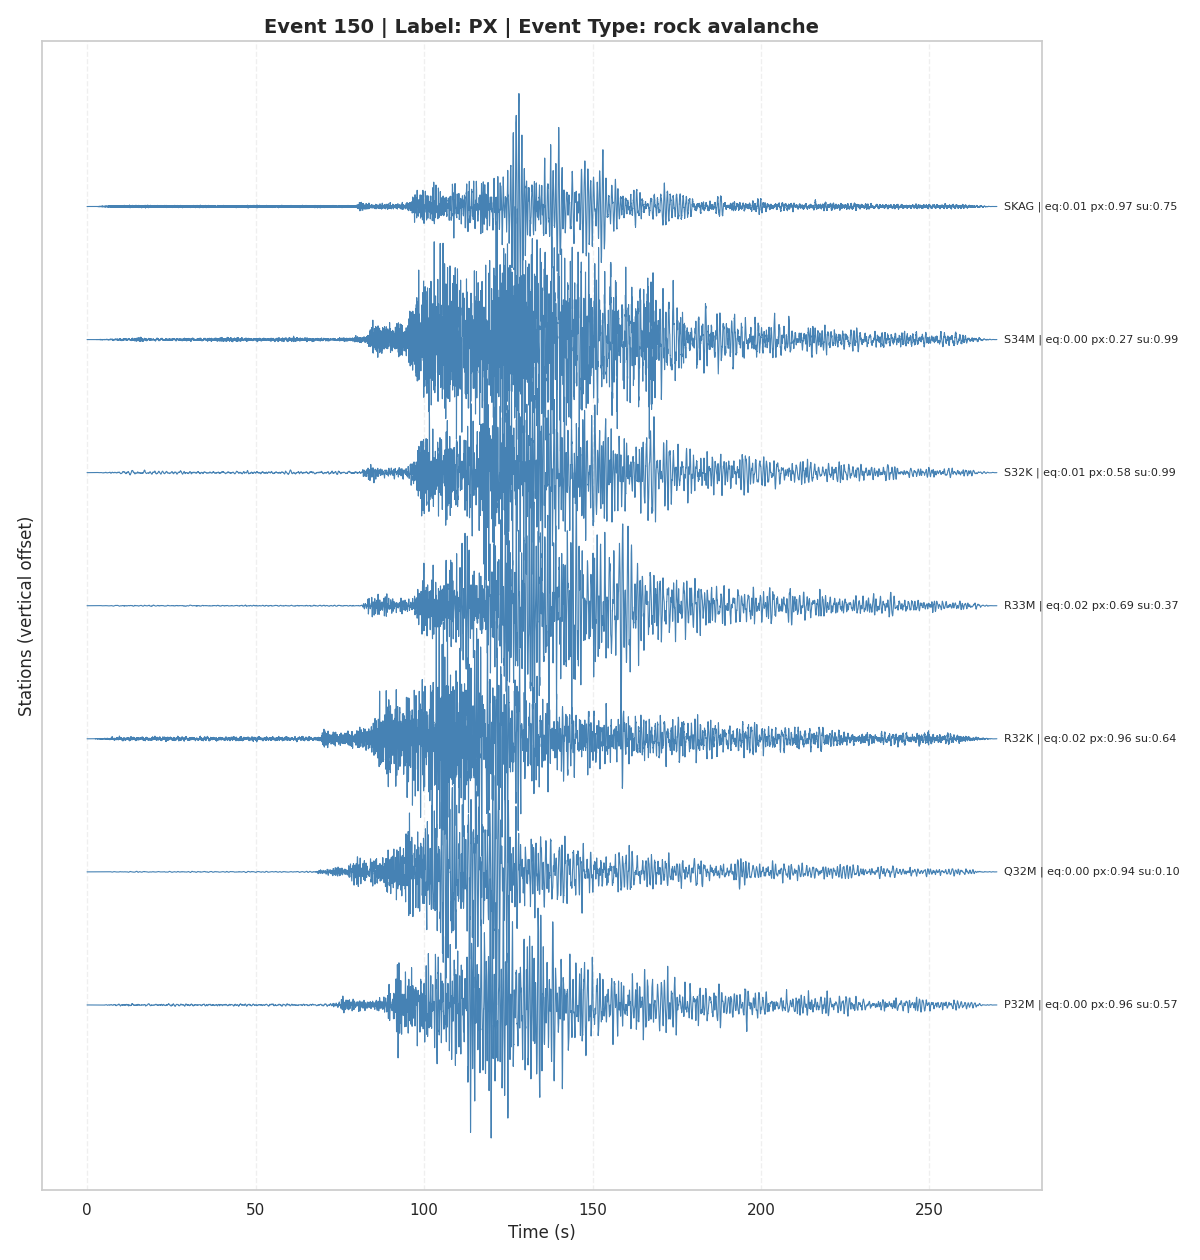 Event 150 | Label: PX | Event Type: rock avalanche
SKAG | eq:0.01 px:0.97 su:0.75
S34M | eq:0.00 px:0.27 su:0.99
S32K | eq:0.01 px:0.58 su:0.99
R33M | eq:0.02 px:0.69 su:0.37
R32K | eq:0.02 px:0.96 su:0.64
Q32M | eq:0.00 px:0.94 su:0.10
P32M | eq:0.00 px:0.96 su:0.57
Stations (vertical offset)
0 50 100 150 200 250
Time (s)